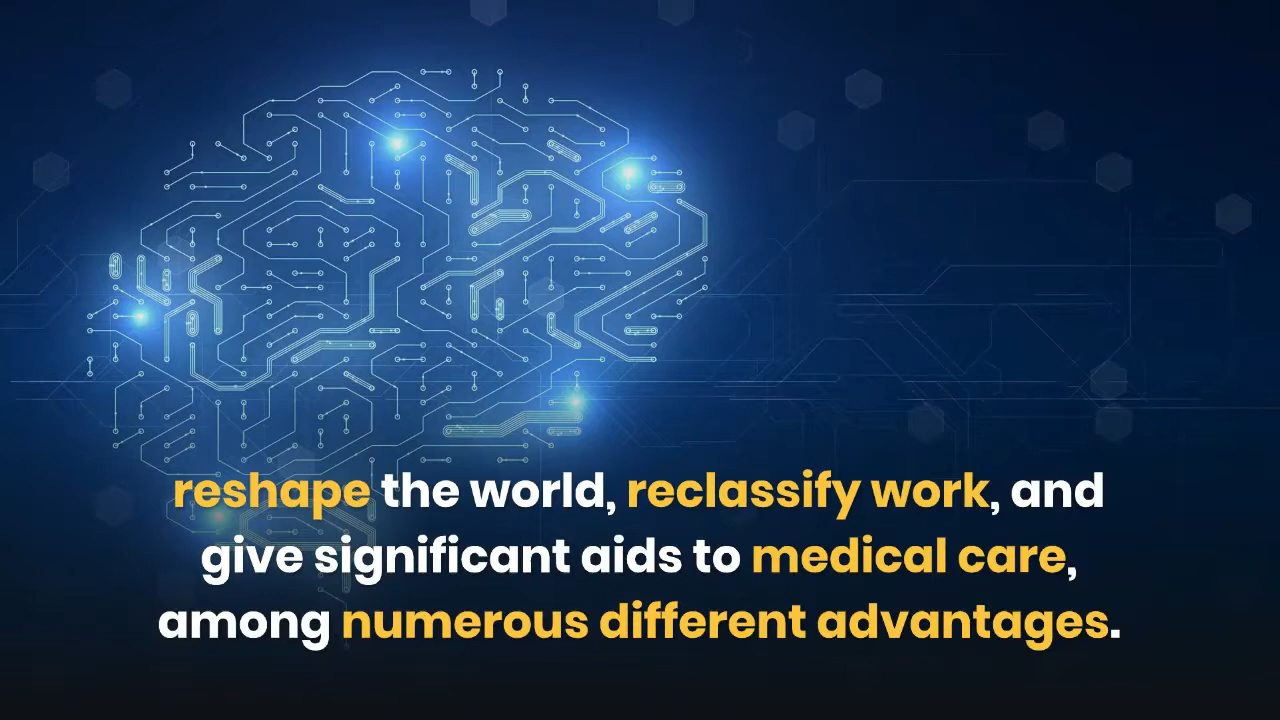 reshape the world, reclassify work, and
give significant aids to medical care,
among numerous different advantages.